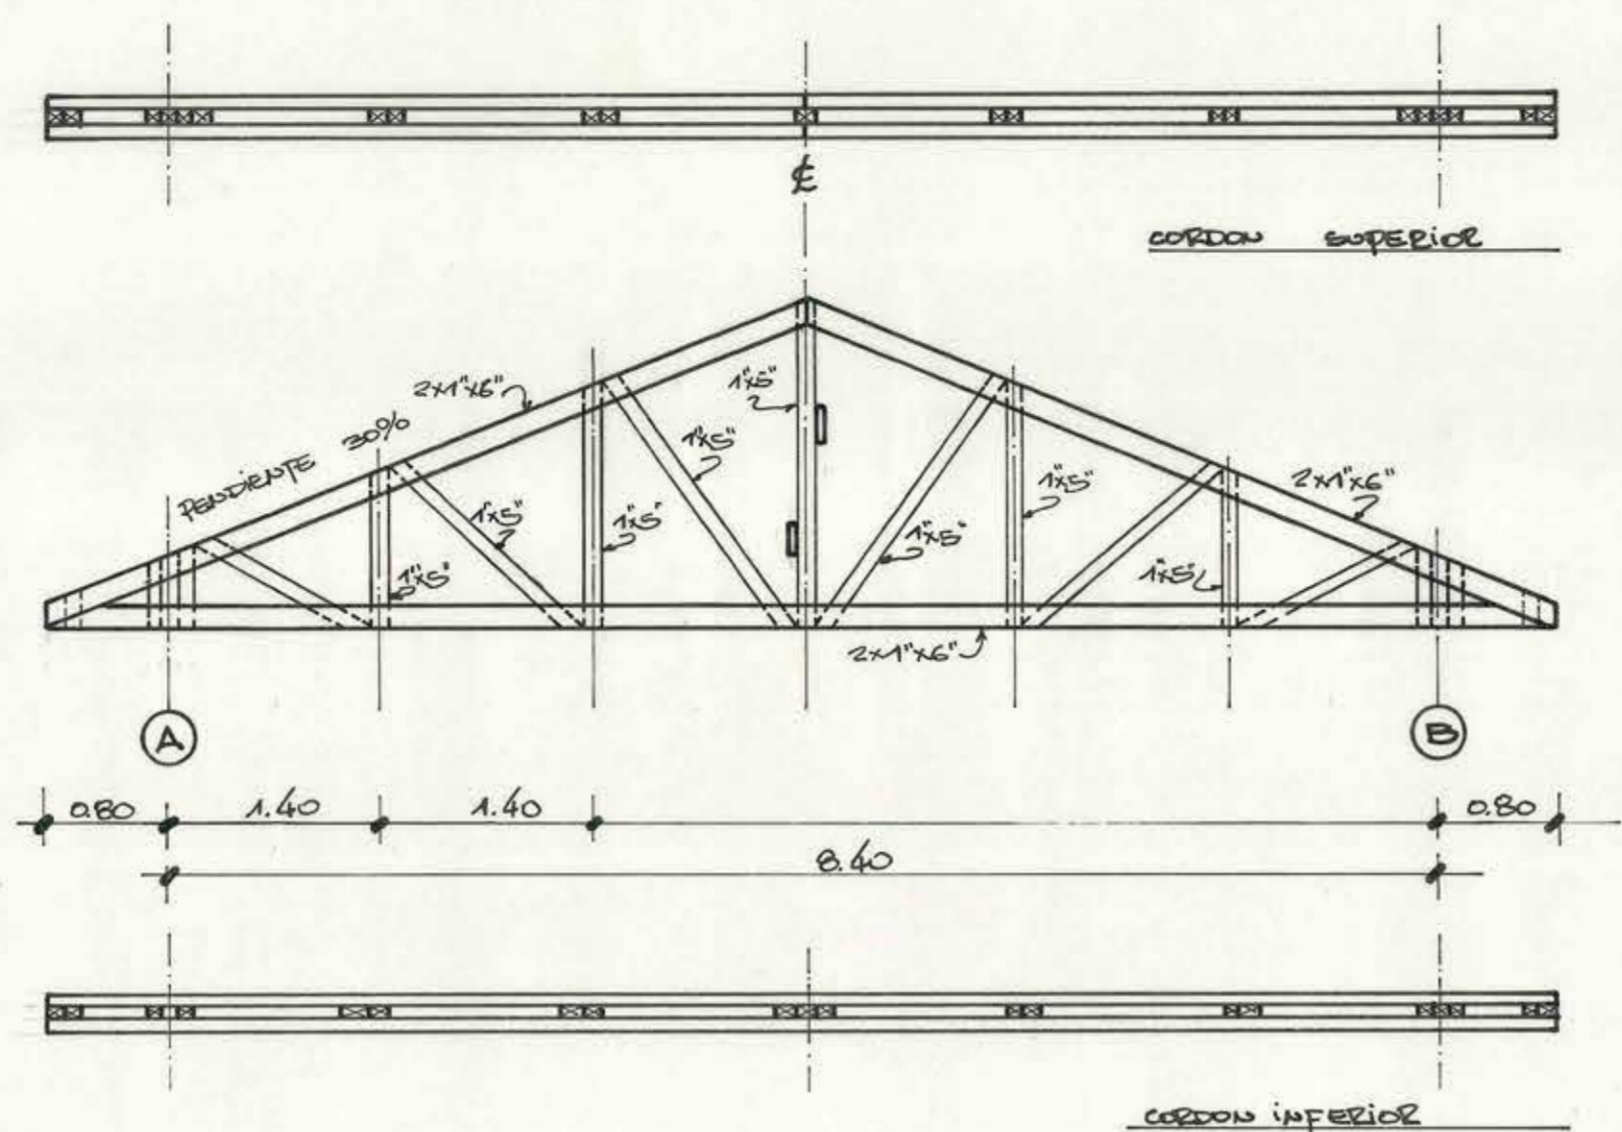 ℄
CORDON SUPERIOR
2x1"x6"
1"x5"
PENDIENTE 30%
1"x5"
2x1"x6"
1"x5"
1"x5"
1"x5"
1"x5"
1"x5"
1"x5"
2x1"x6"
A
B
0.80
1.40
1.40
0.80
8.40
CORDON INFERIOR